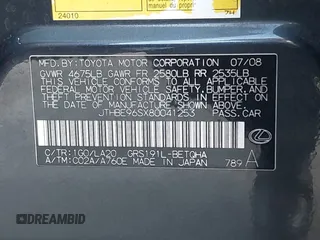 24010
MFD. BY:TOYOTA MOTOR CORPORATION 07/08
GVWR 4675LB GAWR FR 2580LB RR 2535LB
THIS VEHICLE CONFORMS TO ALL APPLICABLE
FEDERAL MOTOR VEHICLE SAFETY, BUMPER, AND
THEFT PREVENTION STANDARDS IN EFFECT ON
THE DATE OF MANUFACTURE SHOWN ABOVE.
JTHBE96SX80041253 PASS.CAR
C/TR:1G0/LA20 GRS191L-BETQHA
A/TM:C02A/A760E MADE IN JAPAN 789 A
DREAMBID